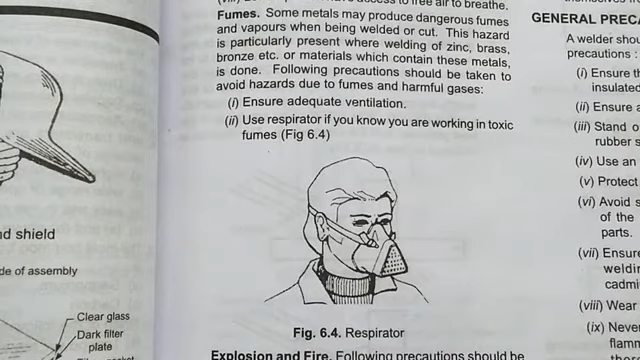 free air to breathe.
Fumes. Some metals may produce dangerous fumes
and vapours when being welded or cut. This hazard
is particularly present where welding of zinc, brass,
bronze etc. or materials which contain these metals,
is done. Following precautions should be taken to
avoid hazards due to fumes and harmful gases:
(i) Ensure adequate ventilation.
(ii) Use respirator if you know you are working in toxic
fumes (Fig 6.4)
Fig. 6.4. Respirator
Explosion and Fire. Following precautions should be
shield
de of assembly
Clear glass
Dark filter
plate
GENERAL PRECA
A welder shou
precautions :
(i) Ensure
insulated
(ii) Ensure
(iii) Stand
rubber s
(iv) Use an
(v) Protect
(vi) Avoid s
of the
parts.
(vii) Ensure
weldin
cadmi
(viii) Wear
(ix) Never
flamm